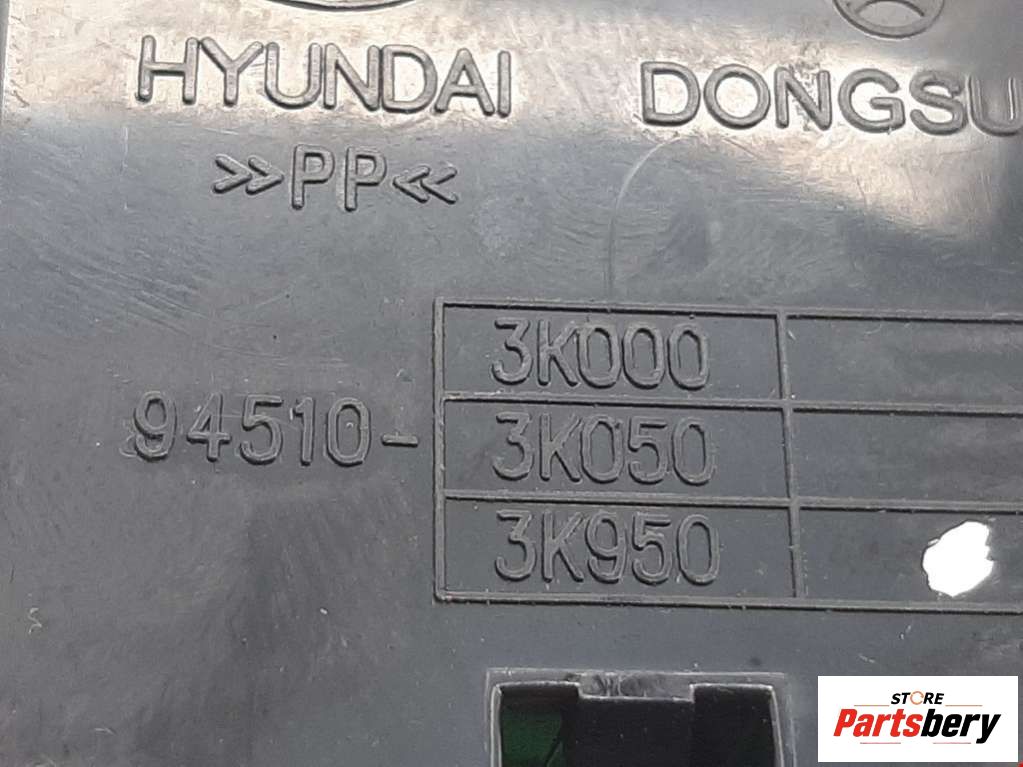 HYUNDAI DONGSU
>>PP<<
3K000
94510- 3K050
3K950
STORE
Partsbery